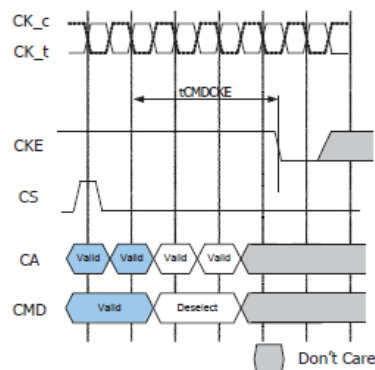 CK_c
CK_t
tCMDCKE
CKE
CS
CA Valid Valid Valid Valid
CMD Valid Deselect
Don't Care